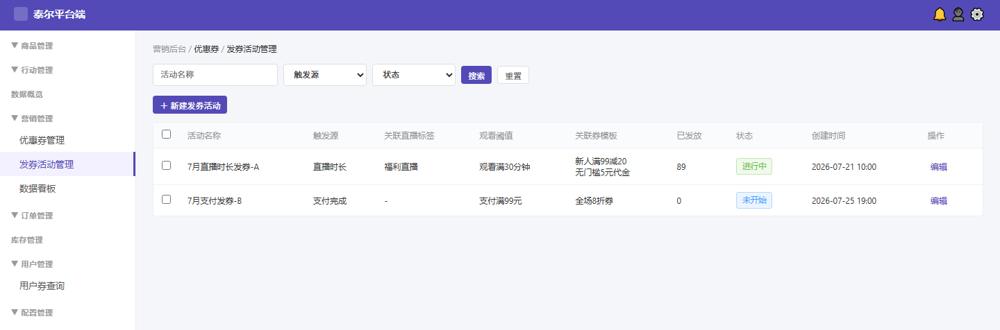 泰尔平台端
▼ 商品管理
▼ 行动管理
数据概览
▼ 营销管理
优惠券管理
发券活动管理
数据看板
▼ 订单管理
库存管理
▼ 用户管理
用户券查询
▼ 配置管理
营销后台 / 优惠券 / 发券活动管理
活动名称 触发源 状态 搜索 重置
+ 新建发券活动
活动名称 触发源 关联直播标签 观看阈值 关联券模板 已发放 状态 创建时间 操作
7月直播时长发券-A 直播时长 福利直播 观看满30分钟 新人满99减20 89 进行中 2026-07-21 10:00 编辑
无门槛5元代金
7月支付发券-B 支付完成 - 支付满99元 全场8折券 0 未开始 2026-07-25 19:00 编辑